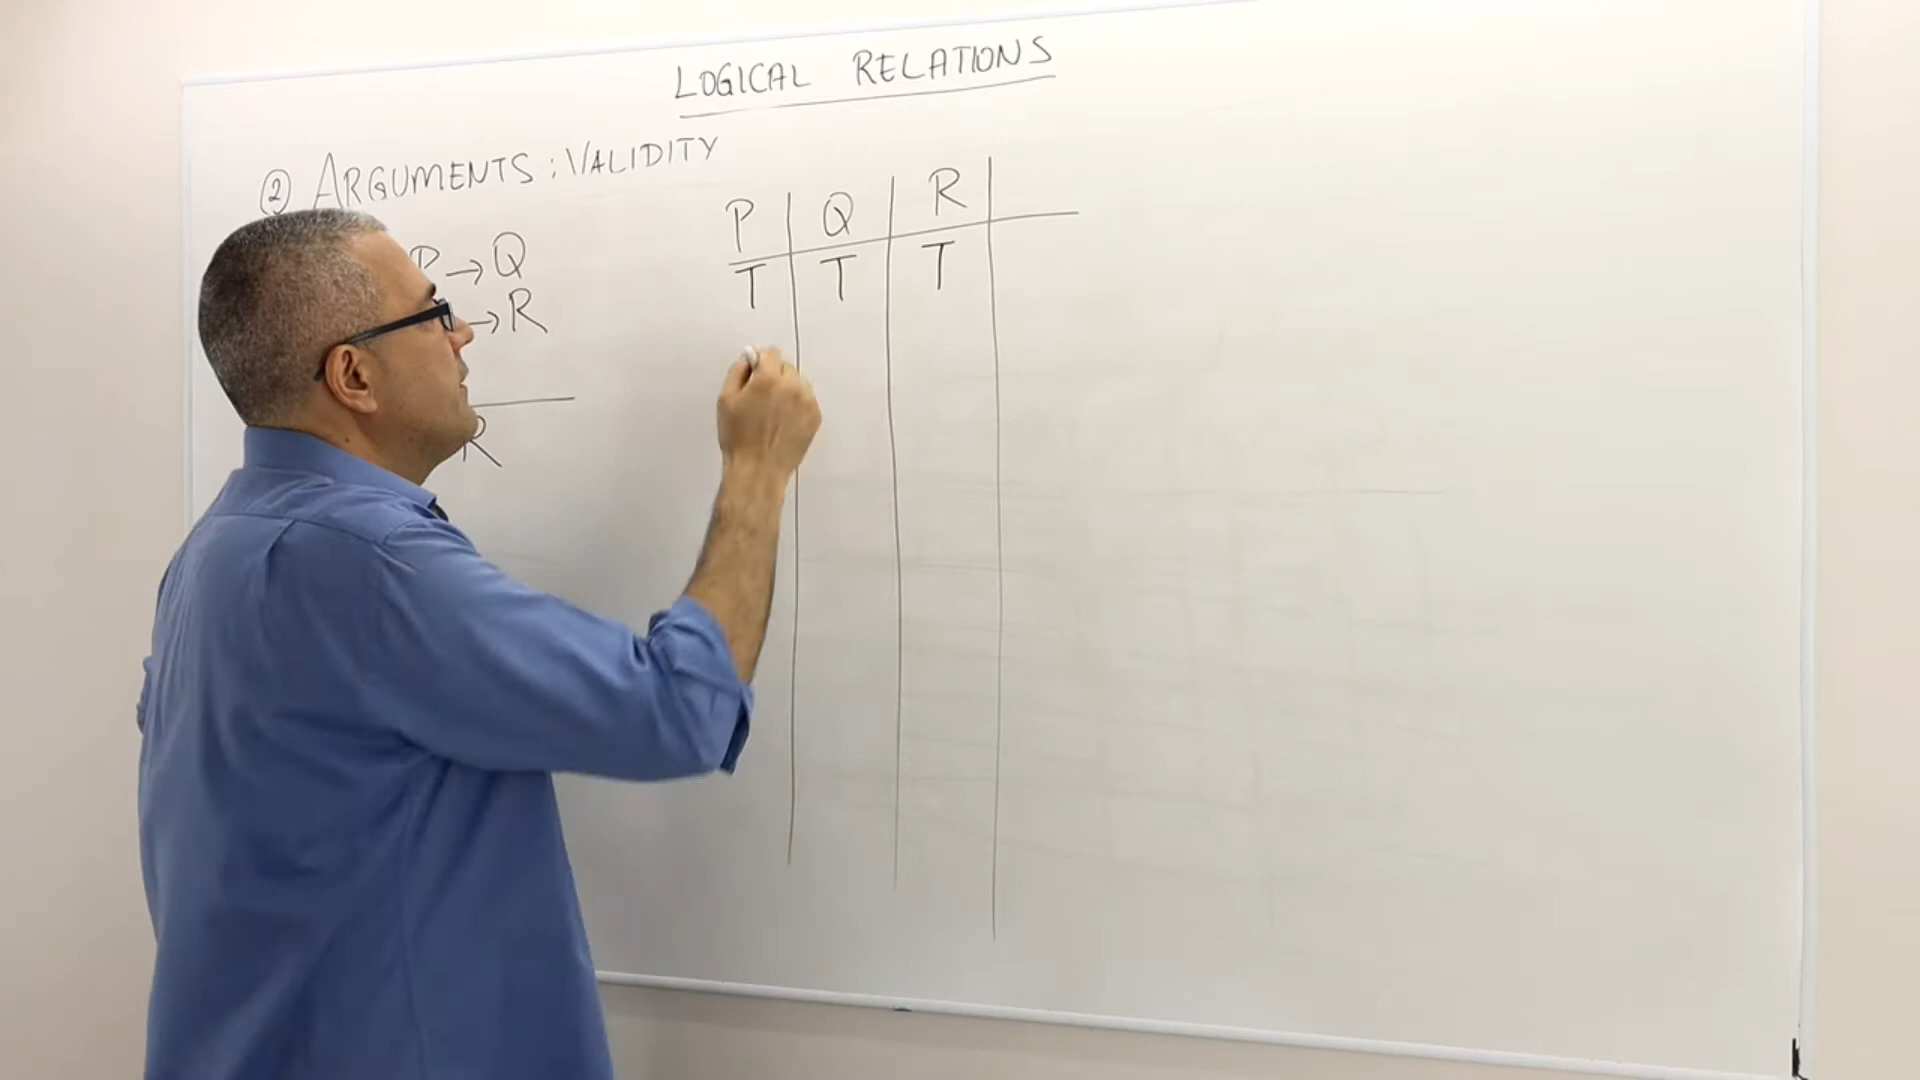 LOGICAL RELATIONS
② ARGUMENTS : VALIDITY
P → Q
→ R
R
P Q R
T T T